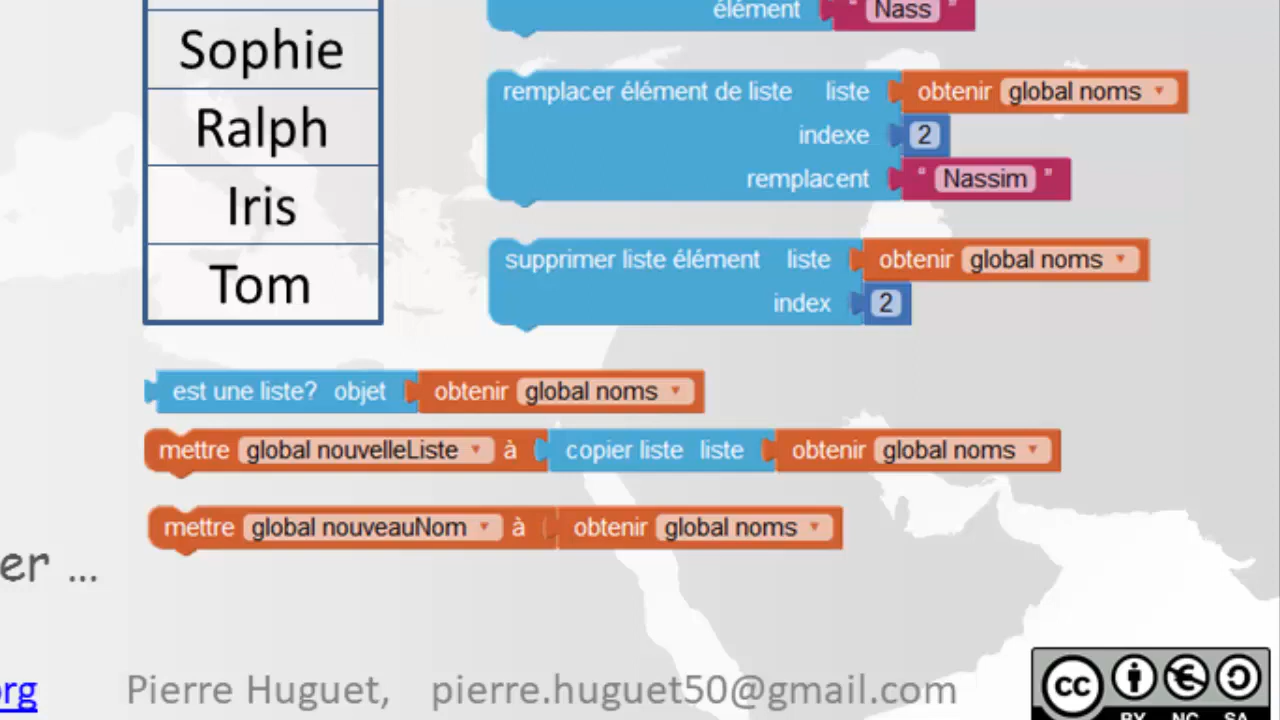 élément " Nass "
Sophie
Ralph
Iris
Tom
remplacer élément de liste liste obtenir global noms
indexe 2
remplacent " Nassim "
supprimer liste élément liste obtenir global noms
index 2
est une liste? objet obtenir global noms
mettre global nouvelleListe à copier liste liste obtenir global noms
mettre global nouveauNom à obtenir global noms
er ...
org Pierre Huguet, pierre.huguet50@gmail.com
cc
BY NC SA